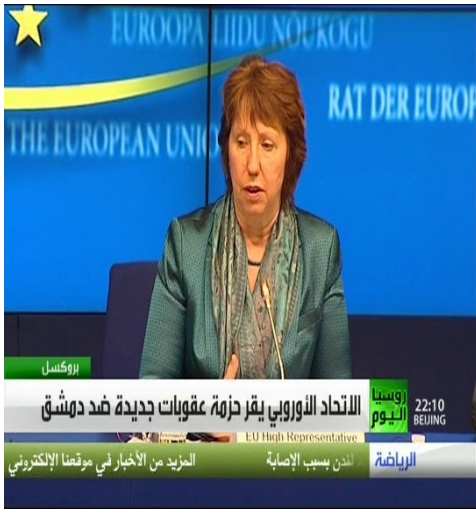 EUROOPA LIIDU NÕUKOGU
RAT DER EUROP
THE EUROPEAN UNIO
بروكسل
الاتحاد الأوروبي يقر حزمة عقوبات جديدة ضد دمشق
روسيا اليوم
22:10
BEIJING
EU High Representative
الرياضة
لندن بسبب الإصابة
المزيد من الأخبار في موقعنا الإلكتروني